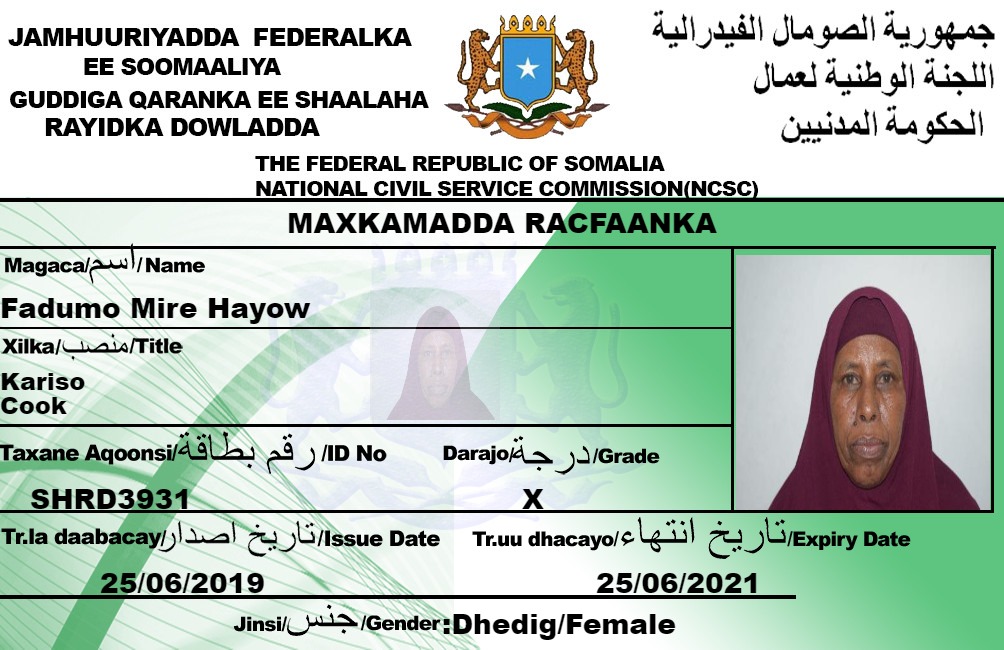 JAMHUURIYADDA FEDERALKA
EE SOOMAALIYA
GUDDIGA QARANKA EE SHAALAHA
RAYIDKA DOWLADDA
جمهورية الصومال الفيدرالية
اللجنة الوطنية لعمال
الحكومة المدنيين
THE FEDERAL REPUBLIC OF SOMALIA
NATIONAL CIVIL SERVICE COMMISSION(NCSC)
MAXKAMADDA RACFAANKA
Magaca/اسم/Name
Fadumo Mire Hayow
Xilka/منصب/Title
Kariso
Cook
Taxane Aqoonsi/رقم بطاقة/ID No
SHRD3931
Darajo/درجة/Grade
X
Tr.la daabacay/تاريخ اصدار/Issue Date
25/06/2019
Tr.uu dhacayo/تاريخ انتهاء/Expiry Date
25/06/2021
Jinsi/جنس/Gender:Dhedig/Female